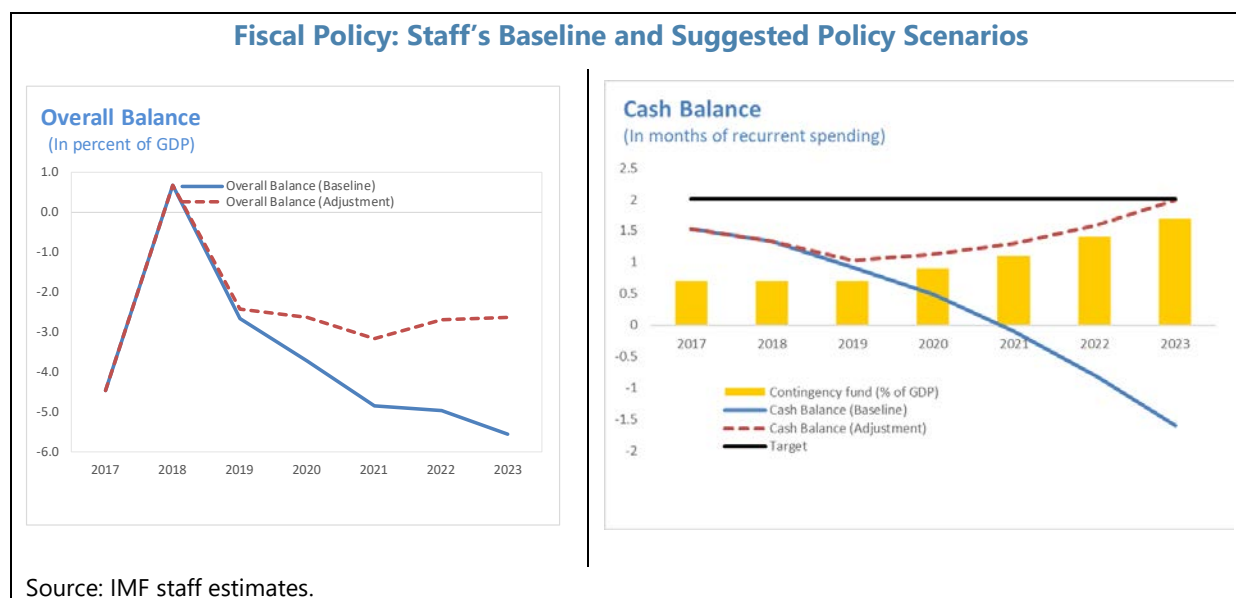 Fiscal Policy: Staff’s Baseline and Suggested Policy Scenarios
Overall Balance
(In percent of GDP)
1.0
0.0
-1.0
-2.0
-3.0
-4.0
-5.0
-6.0
Overall Balance (Baseline)
Overall Balance (Adjustment)
2017 2018 2019 2020 2021 2022 2023
Cash Balance
(In months of recurrent spending)
2.5
2
1.5
1
0.5
0
-0.5
-1
-1.5
-2
2017 2018 2019 2020 2021 2022 2023
Contingency fund (% of GDP)
Cash Balance (Baseline)
Cash Balance (Adjustment)
Target
Source: IMF staff estimates.